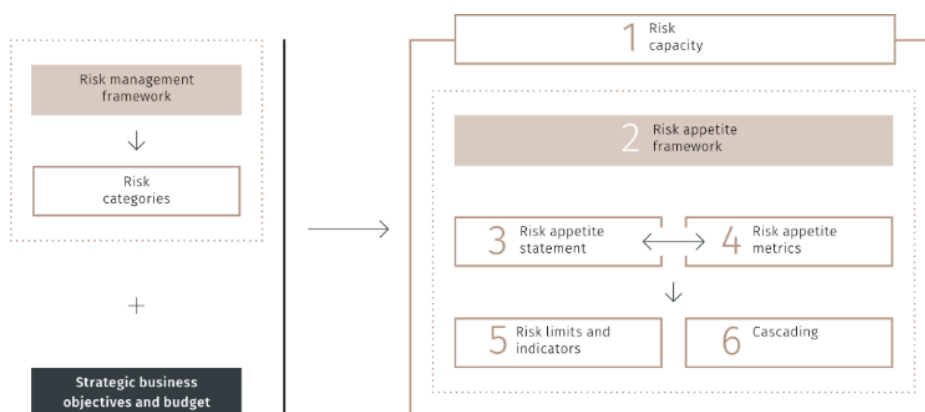 Risk management
framework
Risk
categories
+
Strategic business
objectives and budget
1 Risk
capacity
2 Risk appetite
framework
3 Risk appetite
statement
4 Risk appetite
metrics
5 Risk limits and
indicators
6 Cascading